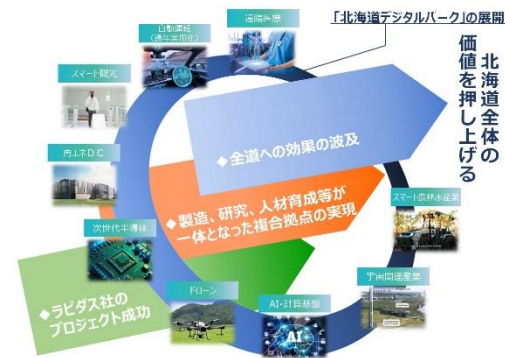 「北海道デジタルパーク」の展開
北海道全体の
価値を押し上げる
遠隔医療
自動運転
(通年実用化)
スマート観光
再エネDC
次世代半導体
ドローン
AI・計算基盤
AI
宇宙関連産業
スマート農林水産業
◆全道への効果の波及
◆製造、研究、人材育成等が
一体となった複合拠点の実現
◆ラピダス社の
プロジェクト成功